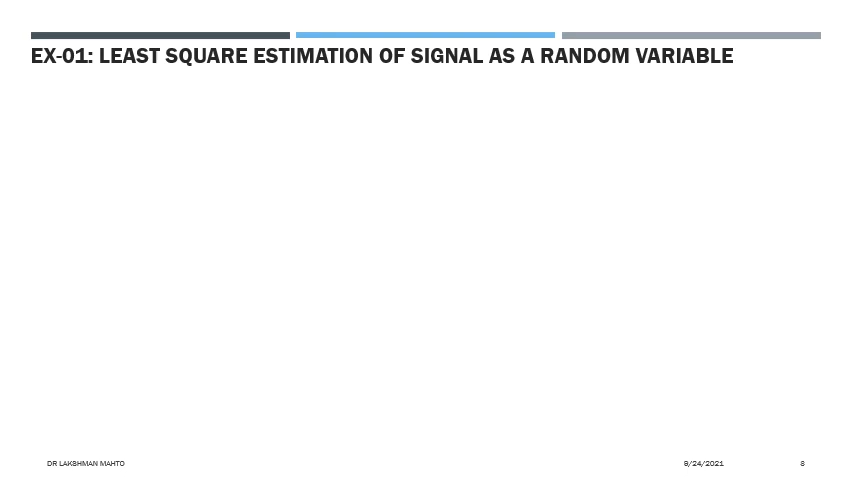 EX-01: LEAST SQUARE ESTIMATION OF SIGNAL AS A RANDOM VARIABLE
DR LAKSHMAN MAHTO
9/24/2021
8